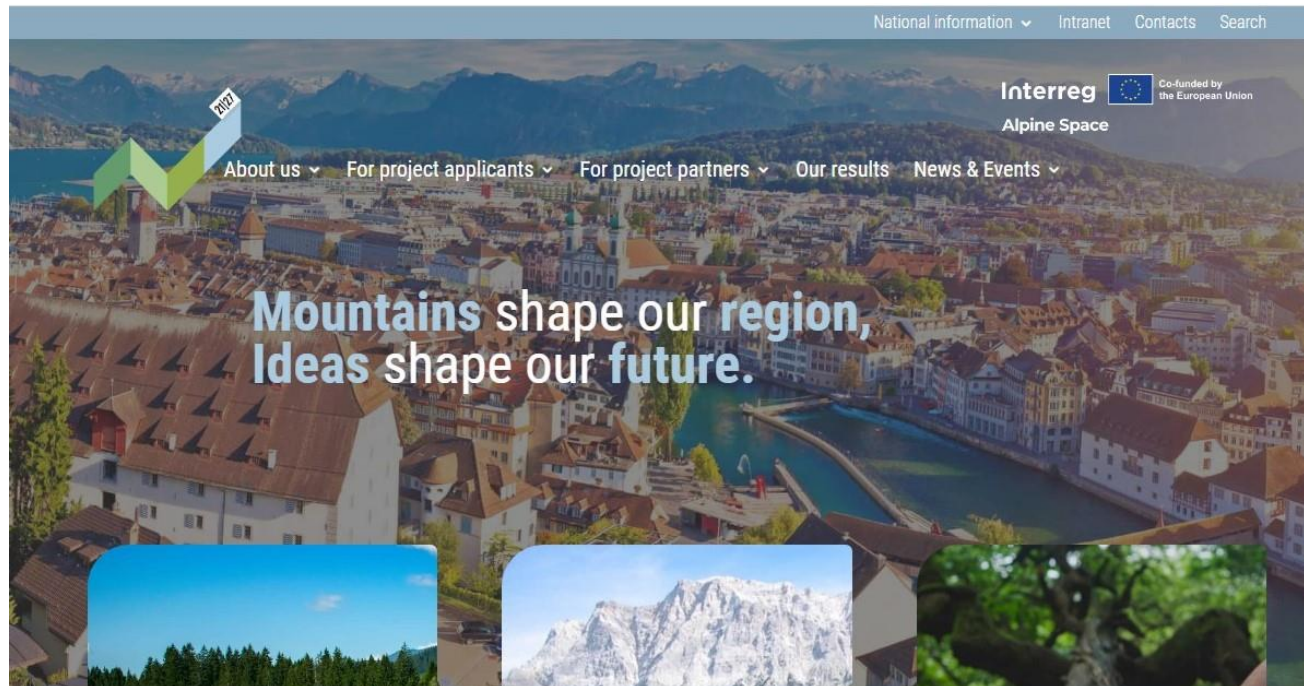 National information Intranet Contacts Search
21|27
Interreg
Co-funded by
the European Union
Alpine Space
About us For project applicants For project partners Our results News & Events
Mountains shape our region,
Ideas shape our future.